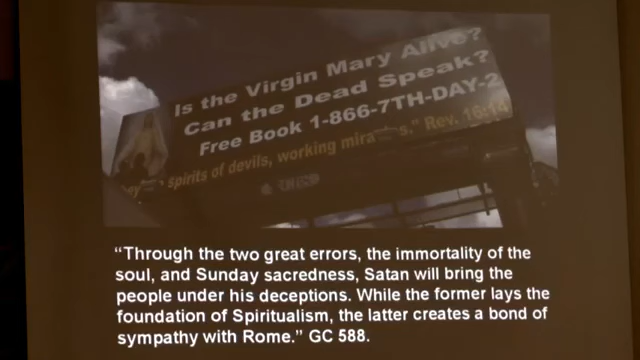 Is the Virgin Mary Alive?
Can the Dead Speak?
Free Book 1-866-7TH-DAY-2
spirits of devils, working mira s." Rev. 16:14
“Through the two great errors, the immortality of the
soul, and Sunday sacredness, Satan will bring the
people under his deceptions. While the former lays the
foundation of Spiritualism, the latter creates a bond of
sympathy with Rome.” GC 588.